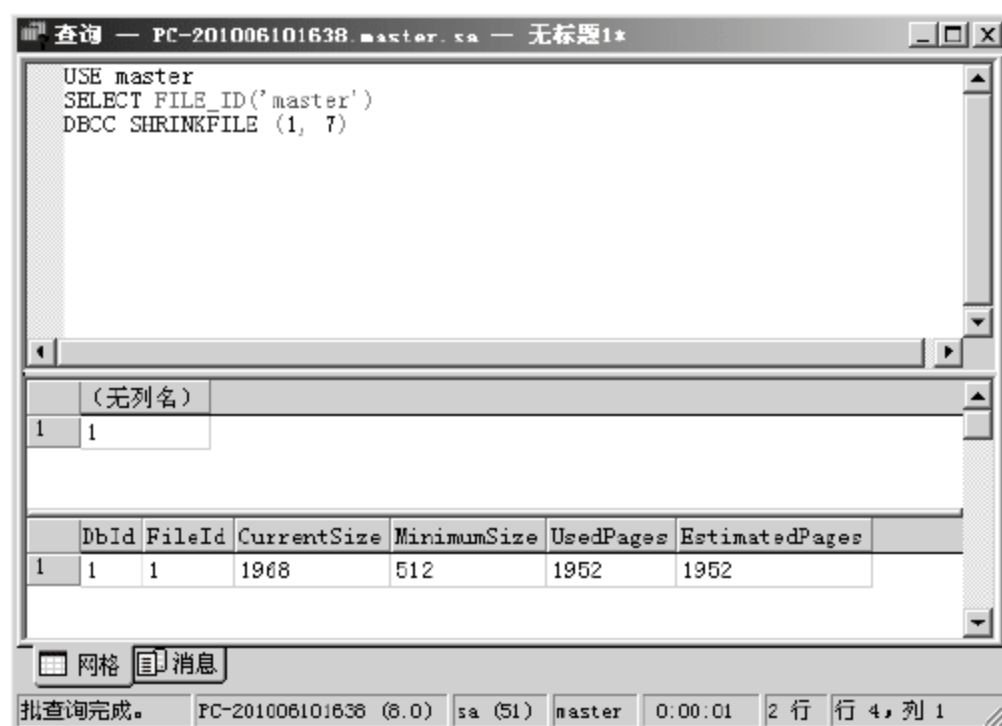 查询 — PC-201006101638.master.sa — 无标题1*
USE master
SELECT FILE_ID('master')
DBCC SHRINKFILE (1, 7)
(无列名)
1 1
DbId FileId CurrentSize MinimumSize UsedPages EstimatedPages
1 1 1 1968 512 1952 1952
网格 消息
批查询完成。 PC-201006101638 (8.0) sa (51) master 0:00:01 2 行 行 4,列 1